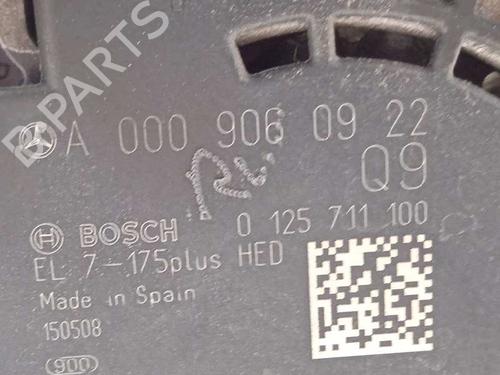 B-PARTS
A 000 906 09 22
Q9
BOSCH 0 125 711 100
EL 7-175plus HED
Made in Spain
150508
900